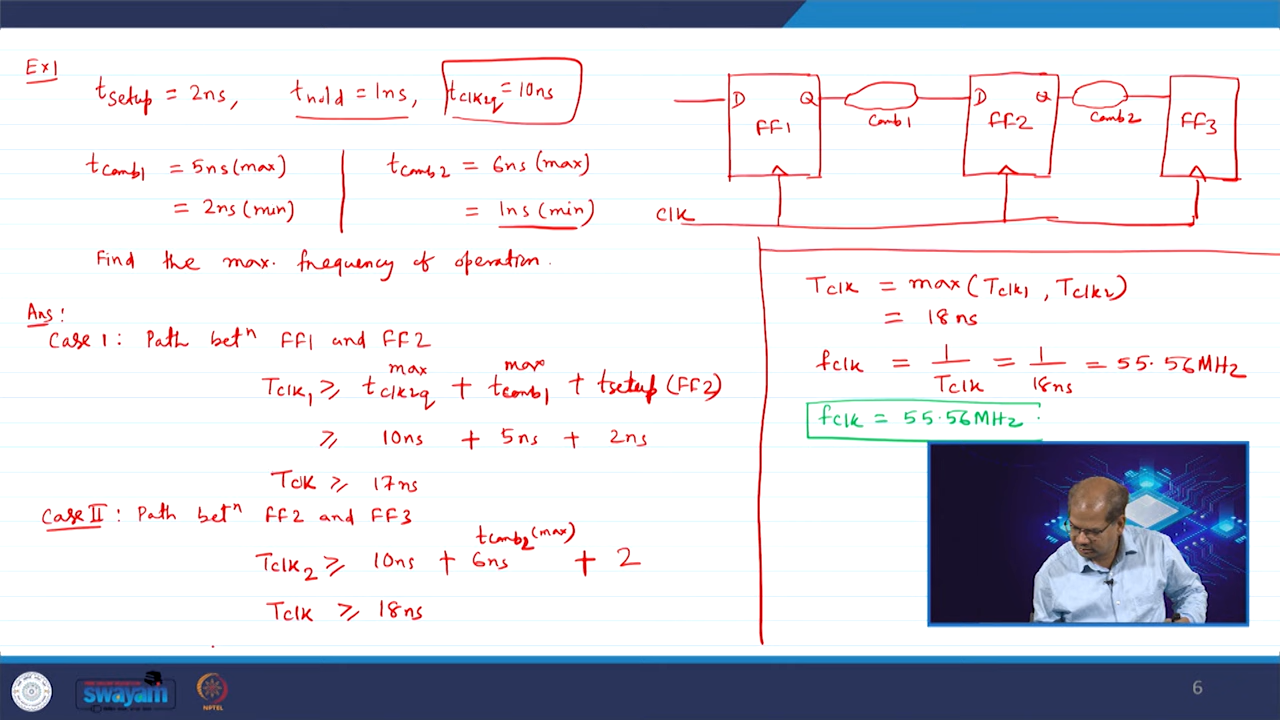 Ex1
tsetup = 2ns, thold = 1ns, tclk2q = 10ns
tcomb1 = 5ns (max)
= 2ns (min)
tcomb2 = 6ns (max)
= 1ns (min)
Find the max. frequency of operation.
D Q
FF1
Comb1
D Q
FF2
Comb2
FF3
Clk
Ans:
Case 1: Path betⁿ FF1 and FF2
max max
Tclk1 ≥ tclk2q + tcomb1 + tsetup (FF2)
≥ 10ns + 5ns + 2ns
Tclk ≥ 17ns
Case II: Path betⁿ FF2 and FF3
tcomb2 (max)
Tclk2 ≥ 10ns + 6ns + 2
Tclk ≥ 18ns
Tclk = max (Tclk1, Tclk2)
= 18ns
fclk = 1/Tclk = 1/18ns = 55.56MHz
fclk = 55.56MHz
swayam
NPTEL
6